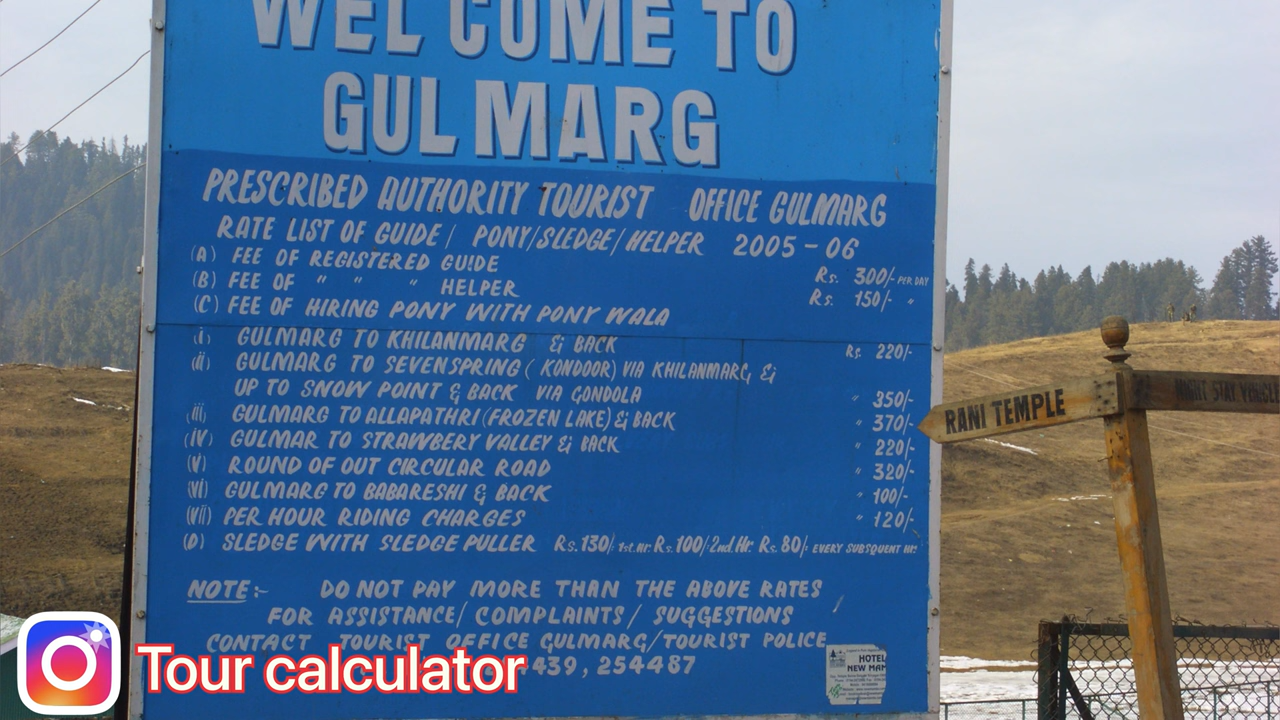 WELCOME TO
GULMARG
PRESCRIBED AUTHORITY TOURIST OFFICE GULMARG
RATE LIST OF GUIDE/ PONY/SLEDGE/HELPER 2005-06
(A) FEE OF REGISTERED GUIDE Rs. 300/- PER DAY
(B) FEE OF " " " HELPER Rs. 150/- "
(C) FEE OF HIRING PONY WITH PONY WALA
(i) GULMARG TO KHILANMARG & BACK Rs. 220/-
(ii) GULMARG TO SEVENSPRING (KONDOOR) VIA KHILANMARG &
UP TO SNOW POINT & BACK VIA GONDOLA " 350/-
(iii) GULMARG TO ALLAPATHRI (FROZEN LAKE) & BACK " 370/-
(iv) GULMAR TO STRAWBERY VALLEY & BACK " 220/-
(v) ROUND OF OUT CIRCULAR ROAD " 320/-
(vi) GULMARG TO BABARESHI & BACK " 100/-
(vii) PER HOUR RIDING CHARGES " 120/-
(D) SLEDGE WITH SLEDGE PULLER Rs. 130/ 1st. Hr. Rs. 100/ 2nd Hr. Rs. 80/- EVERY SUBSQUENT Hr.
NOTE:- DO NOT PAY MORE THAN THE ABOVE RATES
FOR ASSISTANCE/ COMPLAINTS/ SUGGESTIONS
CONTACT TOURIST OFFICE GULMARG/TOURIST POLICE
439, 254487
HOTEL
NEW
RANI TEMPLE
NIGHT STAY VEHICLE
Tour calculator